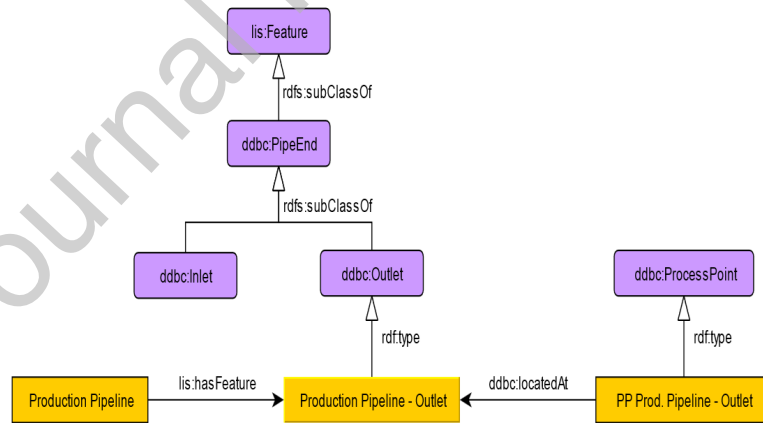 lis:Feature
rdfs:subClassOf
ddbc:PipeEnd
rdfs:subClassOf
ddbc:Inlet
ddbc:Outlet
ddbc:ProcessPoint
rdf:type
rdf:type
lis:hasFeature
ddbc:locatedAt
Production Pipeline
Production Pipeline - Outlet
PP Prod. Pipeline - Outlet